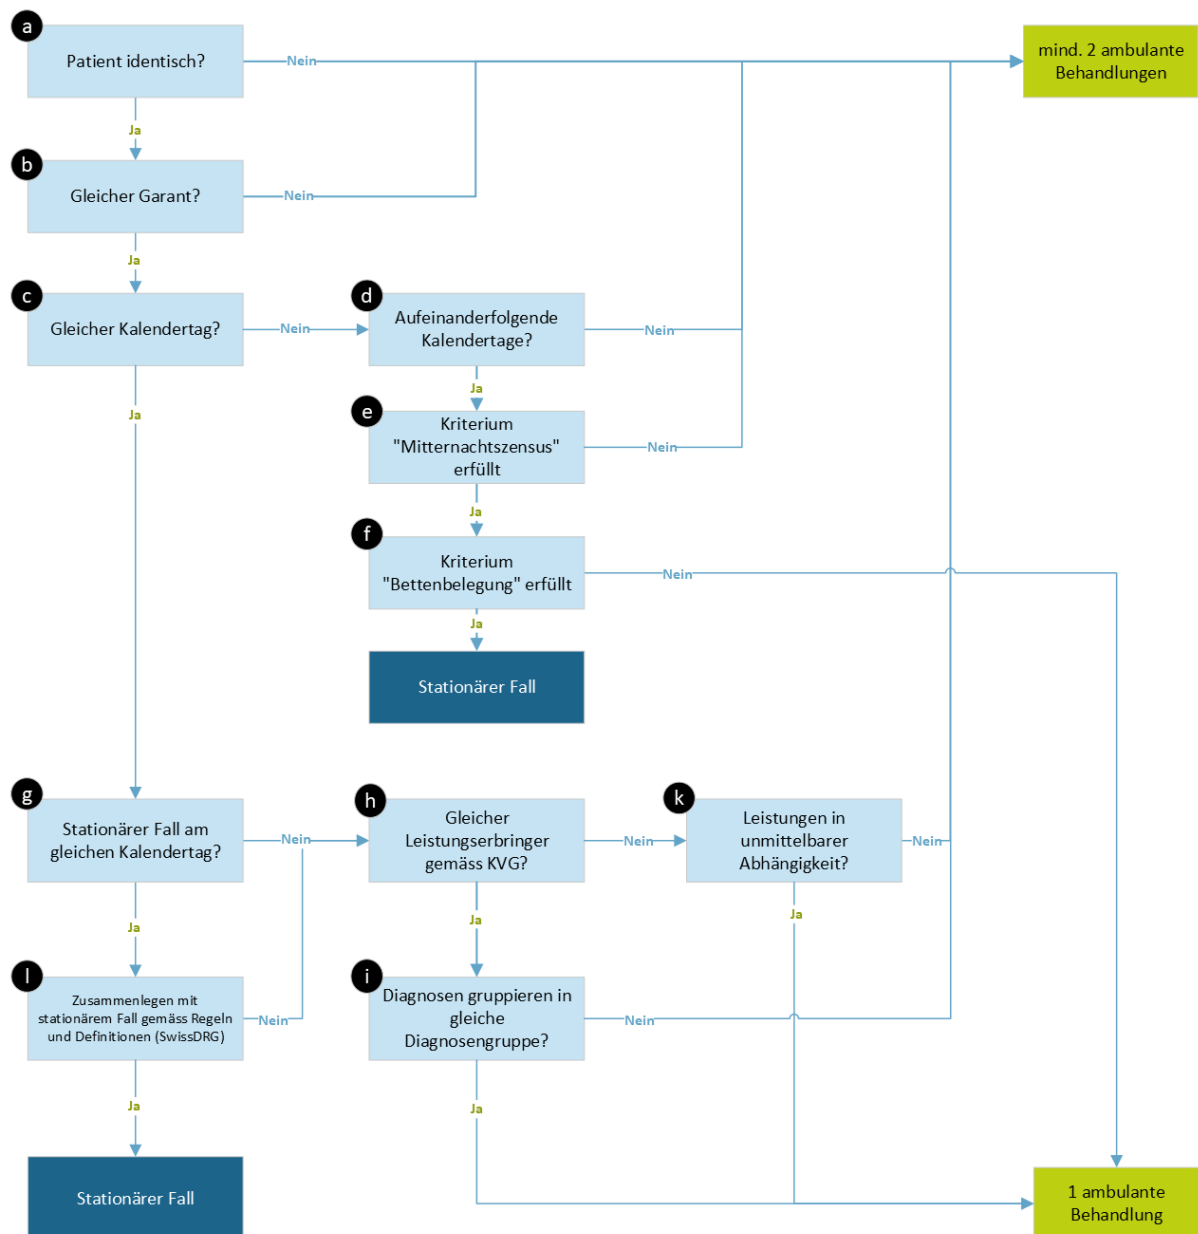 a
Patient identisch?
Nein
mind. 2 ambulante
Behandlungen
Ja
b
Gleicher Garant?
Nein
Ja
c
Gleicher Kalendertag?
Nein
d
Aufeinanderfolgende
Kalendertage?
Nein
Ja
Ja
e
Kriterium
"Mitternachtszensus"
erfüllt
Nein
Ja
f
Kriterium
"Bettenbelegung" erfüllt
Nein
Ja
Stationärer Fall
g
Stationärer Fall am
gleichen Kalendertag?
Nein
h
Gleicher
Leistungserbringer
gemäss KVG?
Nein
k
Leistungen in
unmittelbarer
Abhängigkeit?
Nein
Ja
Ja
Ja
l
Zusammenlegen mit
stationärem Fall gemäss Regeln
und Definitionen (SwissDRG)
Nein
i
Diagnosen gruppieren in
gleiche
Diagnosengruppe?
Nein
Ja
Ja
Stationärer Fall
1 ambulante
Behandlung